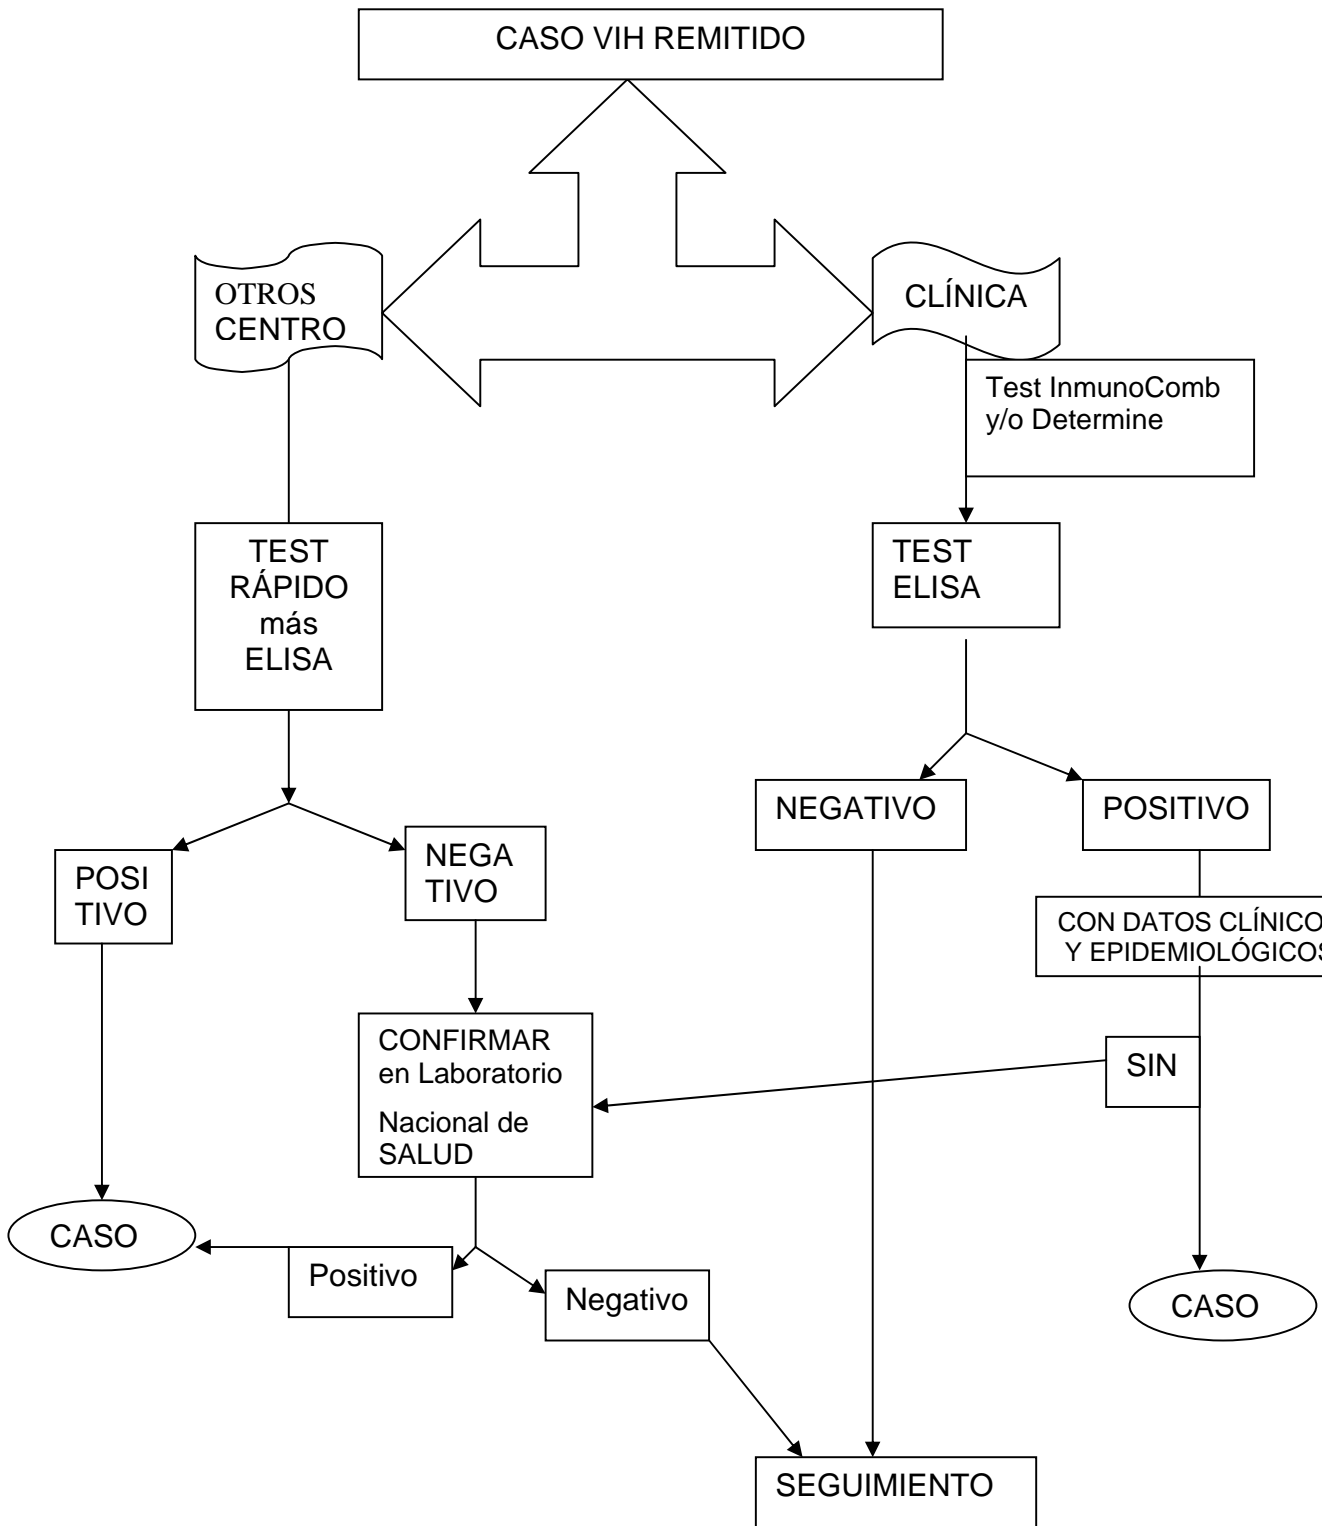 CASO VIH REMITIDO
OTROS
CENTRO
CLÍNICA
Test InmunoComb
y/o Determine
TEST
RÁPIDO
más
ELISA
TEST
ELISA
NEGATIVO
POSITIVO
POSI
TIVO
NEGA
TIVO
CON DATOS CLÍNICO
Y EPIDEMIOLÓGICOS
CONFIRMAR
en Laboratorio
Nacional de
SALUD
SIN
CASO
Positivo
Negativo
CASO
SEGUIMIENTO